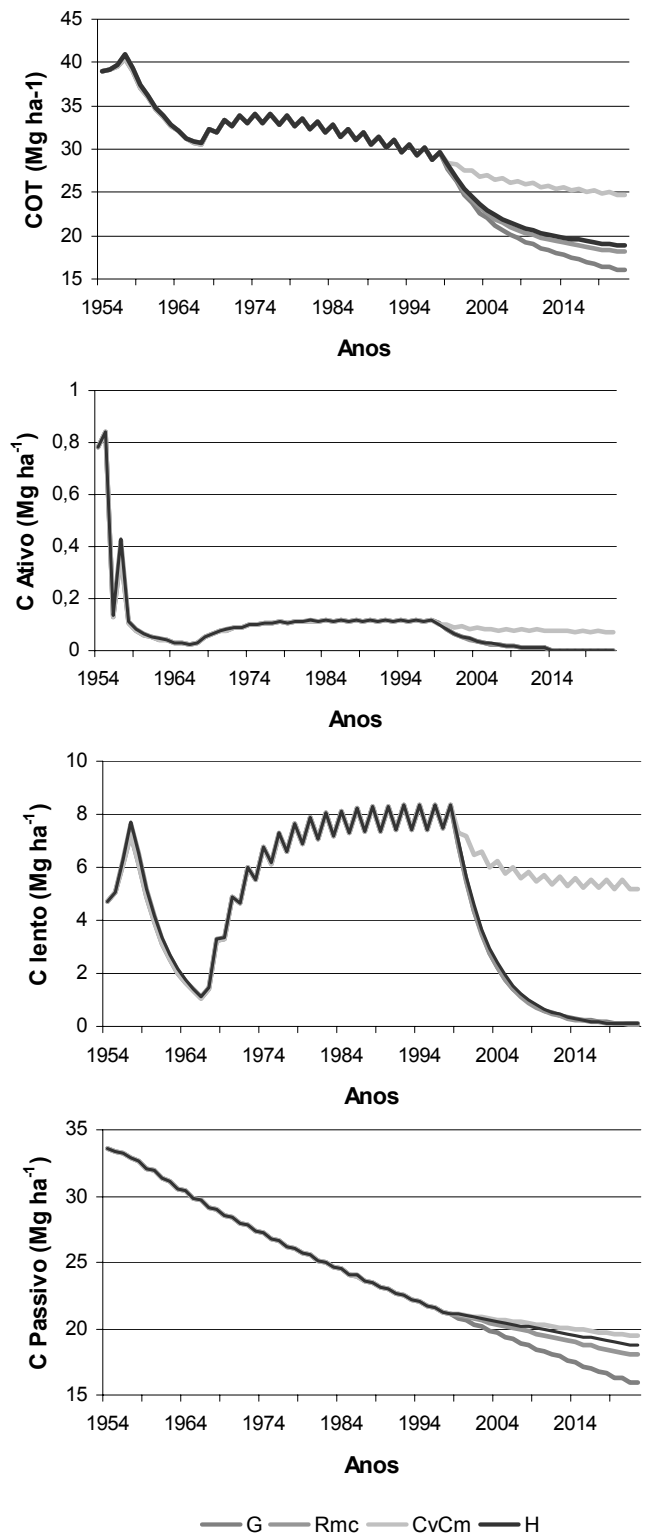 COT (Mg ha-1)
45
40
35
30
25
20
15
1954 1964 1974 1984 1994 2004 2014
Anos
C Ativo (Mg ha-1)
1
0,8
0,6
0,4
0,2
0
1954 1964 1974 1984 1994 2004 2014
Anos
C lento (Mg ha-1)
10
8
6
4
2
0
1954 1964 1974 1984 1994 2004 2014
Anos
C Passivo (Mg ha-1)
35
30
25
20
15
1954 1964 1974 1984 1994 2004 2014
Anos
G Rmc CvCm H